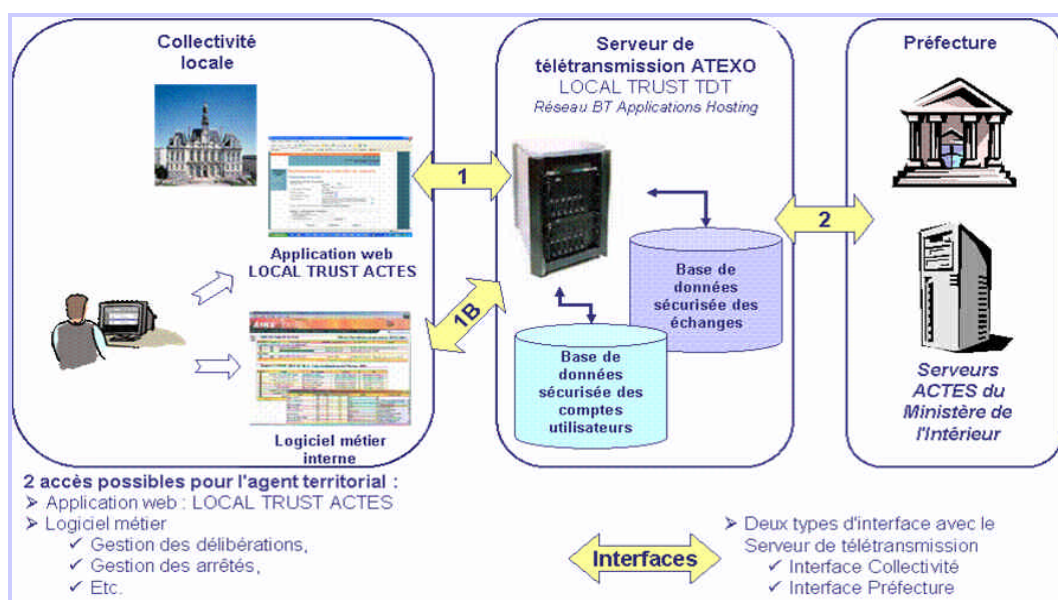 Collectivité
locale
Application web
LOCAL TRUST ACTES
Logiciel métier
interne
1
1B
Serveur de
télétransmission ATEXO
LOCAL TRUST TDT
Réseau BT Applications Hosting
Base de
données
sécurisée des
échanges
Base de
données
sécurisée des
comptes
utilisateurs
2
Préfecture
Serveurs
ACTES du
Ministère de
l'Intérieur
2 accès possibles pour l'agent territorial :
➢ Application web : LOCAL TRUST ACTES
➢ Logiciel métier
✓ Gestion des délibérations,
✓ Gestion des arrêtés,
✓ Etc.
Interfaces
➢ Deux types d'interface avec le
Serveur de télétransmission
✓ Interface Collectivité
✓ Interface Préfecture